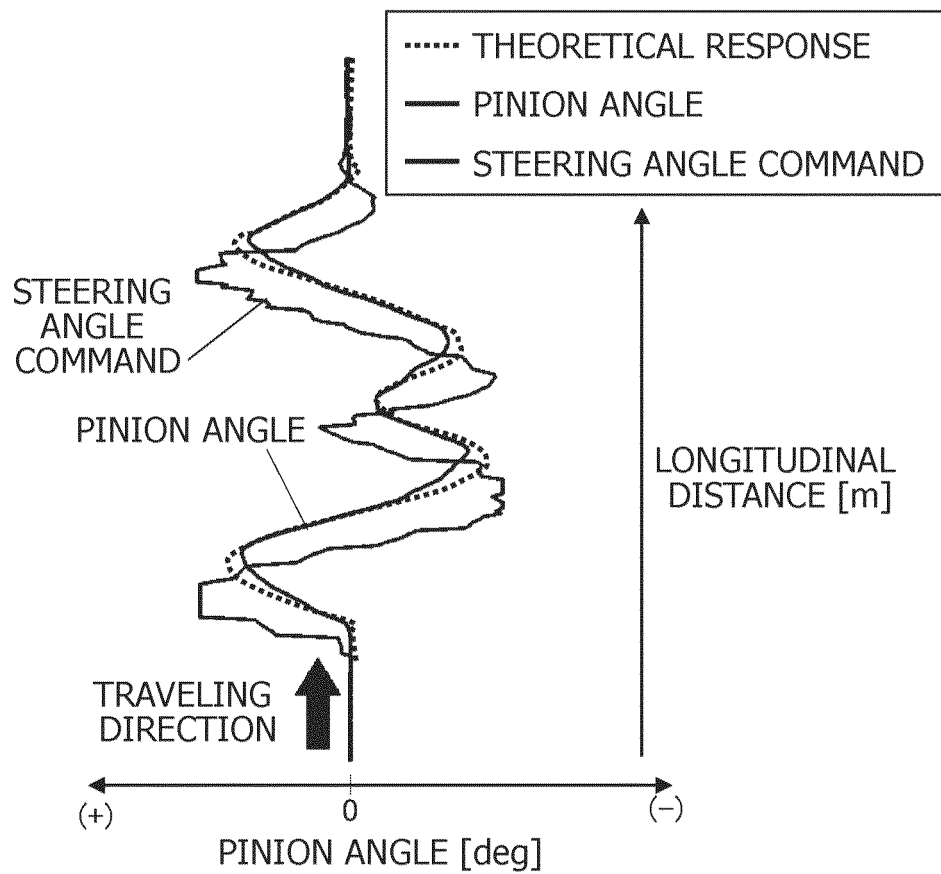 THEORETICAL RESPONSE
PINION ANGLE
STEERING ANGLE COMMAND
STEERING
ANGLE
COMMAND
PINION ANGLE
LONGITUDINAL
DISTANCE [m]
TRAVELING
DIRECTION
(+)
0
(−)
PINION ANGLE [deg]